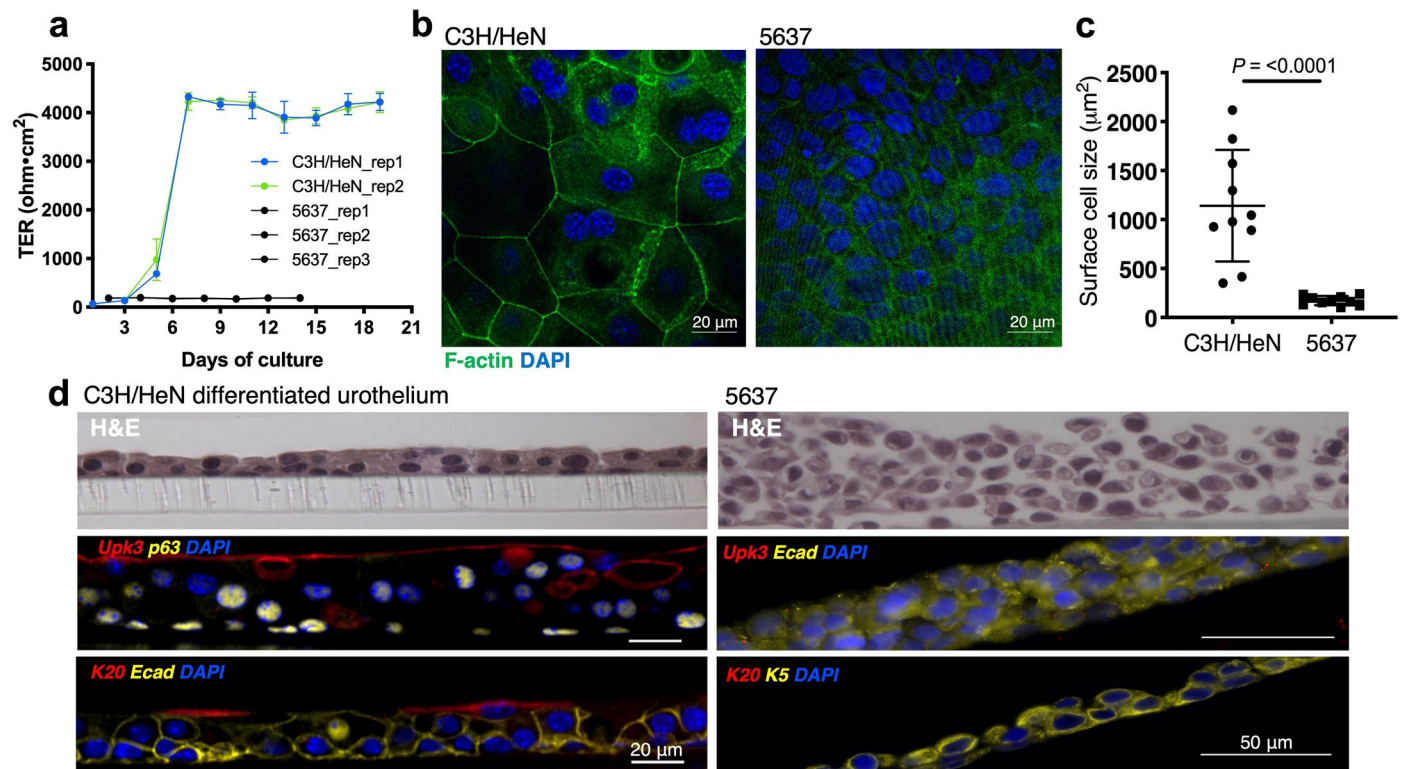 a
5000
4000
3000
2000
1000
0
TER (ohm•cm²)
3 6 9 12 15 18 21
Days of culture
C3H/HeN_rep1
C3H/HeN_rep2
5637_rep1
5637_rep2
5637_rep3
b
C3H/HeN
5637
20 µm
20 µm
F-actin DAPI
c
P = <0.0001
2500
2000
1500
1000
500
0
Surface cell size (µm²)
C3H/HeN 5637
d C3H/HeN differentiated urothelium
5637
H&E
H&E
Upk3 p63 DAPI
Upk3 Ecad DAPI
K20 Ecad DAPI
20 µm
K20 K5 DAPI
50 µm